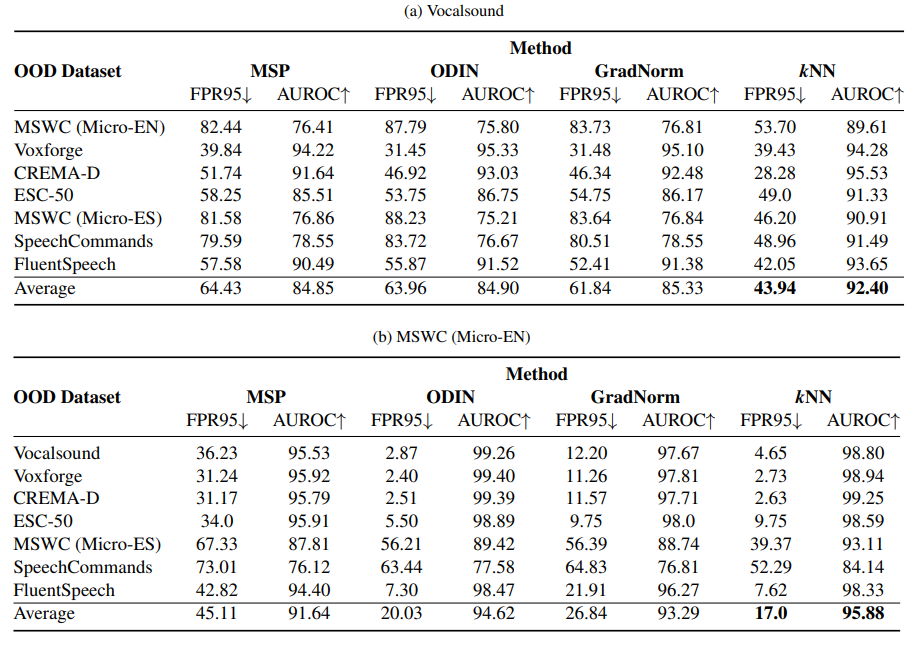 (a) Vocalsound
Method
OOD Dataset MSP ODIN GradNorm kNN
FPR95↓ AUROC↑ FPR95↓ AUROC↑ FPR95↓ AUROC↑ FPR95↓ AUROC↑
MSWC (Micro-EN) 82.44 76.41 87.79 75.80 83.73 76.81 53.70 89.61
Voxforge 39.84 94.22 31.45 95.33 31.48 95.10 39.43 94.28
CREMA-D 51.74 91.64 46.92 93.03 46.34 92.48 28.28 95.53
ESC-50 58.25 85.51 53.75 86.75 54.75 86.17 49.0 91.33
MSWC (Micro-ES) 81.58 76.86 88.23 75.21 83.64 76.84 46.20 90.91
SpeechCommands 79.59 78.55 83.72 76.67 80.51 78.55 48.96 91.49
FluentSpeech 57.58 90.49 55.87 91.52 52.41 91.38 42.05 93.65
Average 64.43 84.85 63.96 84.90 61.84 85.33 43.94 92.40
(b) MSWC (Micro-EN)
Method
OOD Dataset MSP ODIN GradNorm kNN
FPR95↓ AUROC↑ FPR95↓ AUROC↑ FPR95↓ AUROC↑ FPR95↓ AUROC↑
Vocalsound 36.23 95.53 2.87 99.26 12.20 97.67 4.65 98.80
Voxforge 31.24 95.92 2.40 99.40 11.26 97.81 2.73 98.94
CREMA-D 31.17 95.79 2.51 99.39 11.57 97.71 2.63 99.25
ESC-50 34.0 95.91 5.50 98.89 9.75 98.0 9.75 98.59
MSWC (Micro-ES) 67.33 87.81 56.21 89.42 56.39 88.74 39.37 93.11
SpeechCommands 73.01 76.12 63.44 77.58 64.83 76.81 52.29 84.14
FluentSpeech 42.82 94.40 7.30 98.47 21.91 96.27 7.62 98.33
Average 45.11 91.64 20.03 94.62 26.84 93.29 17.0 95.88